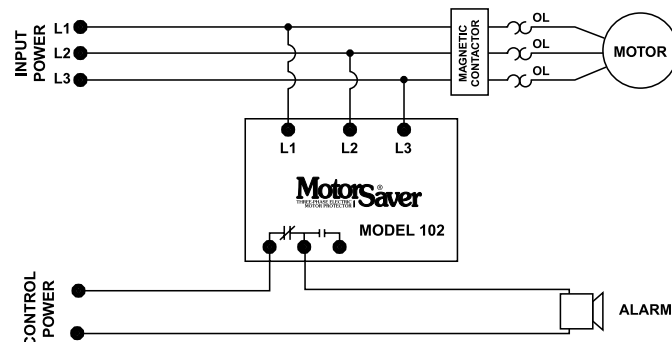 INPUT POWER
L1
L2
L3
MAGNETIC CONTACTOR
OL
OL
OL
MOTOR
L1 L2 L3
MotorSaver®
THREE-PHASE ELECTRIC
MOTOR PROTECTOR
MODEL 102
CONTROL POWER
ALARM